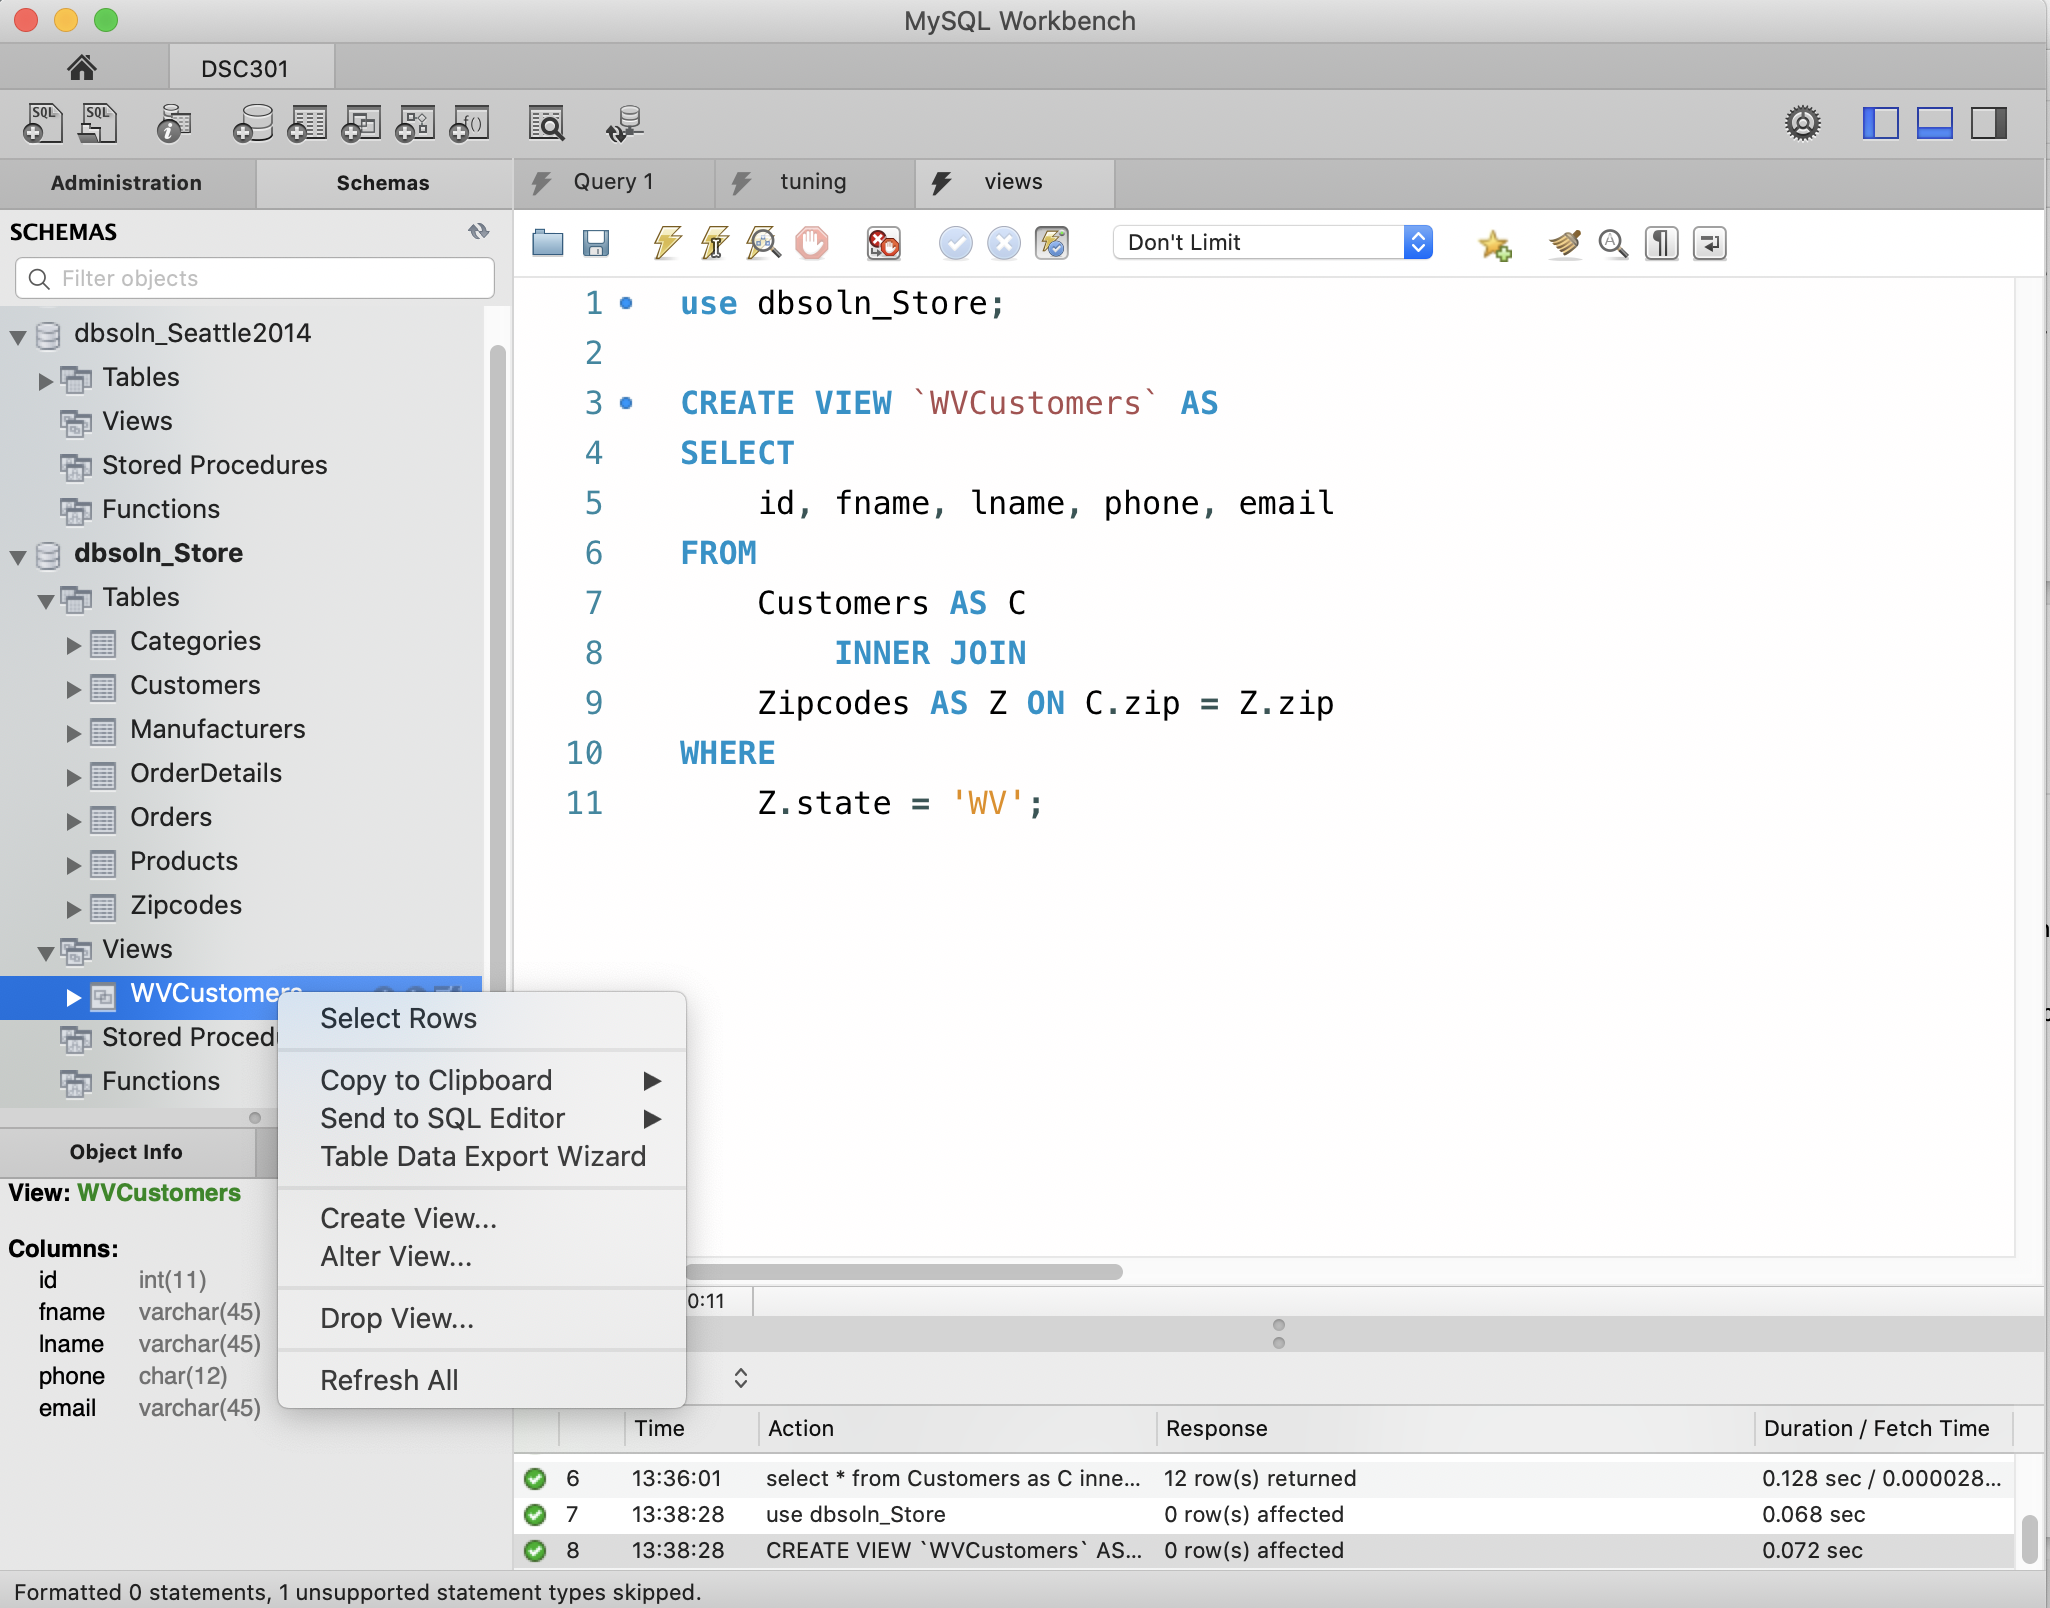 MySQL Workbench
DSC301
SQL
SQL
f()
Administration
Schemas
Query 1
tuning
views
SCHEMAS
Filter objects
Don't Limit
dbsoln_Seattle2014
Tables
Views
Stored Procedures
Functions
dbsoln_Store
Tables
Categories
Customers
Manufacturers
OrderDetails
Orders
Products
Zipcodes
Views
WVCustomers
Functions
1 use dbsoln_Store;
2
3 CREATE VIEW `WVCustomers` AS
4 SELECT
5 id, fname, lname, phone, email
6 FROM
7 Customers AS C
8 INNER JOIN
9 Zipcodes AS Z ON C.zip = Z.zip
10 WHERE
11 Z.state = 'WV';
Select Rows
Copy to Clipboard
Send to SQL Editor
Table Data Export Wizard
Create View...
Alter View...
Drop View...
Refresh All
Object Info
View: WVCustomers
Columns:
id int(11)
fname varchar(45)
lname varchar(45)
phone char(12)
email varchar(45)
0:11
Time Action Response Duration / Fetch Time
6 13:36:01 select * from Customers as C inne... 12 row(s) returned 0.128 sec / 0.000028...
7 13:38:28 use dbsoln_Store 0 row(s) affected 0.068 sec
8 13:38:28 CREATE VIEW `WVCustomers` AS... 0 row(s) affected 0.072 sec
Formatted 0 statements, 1 unsupported statement types skipped.